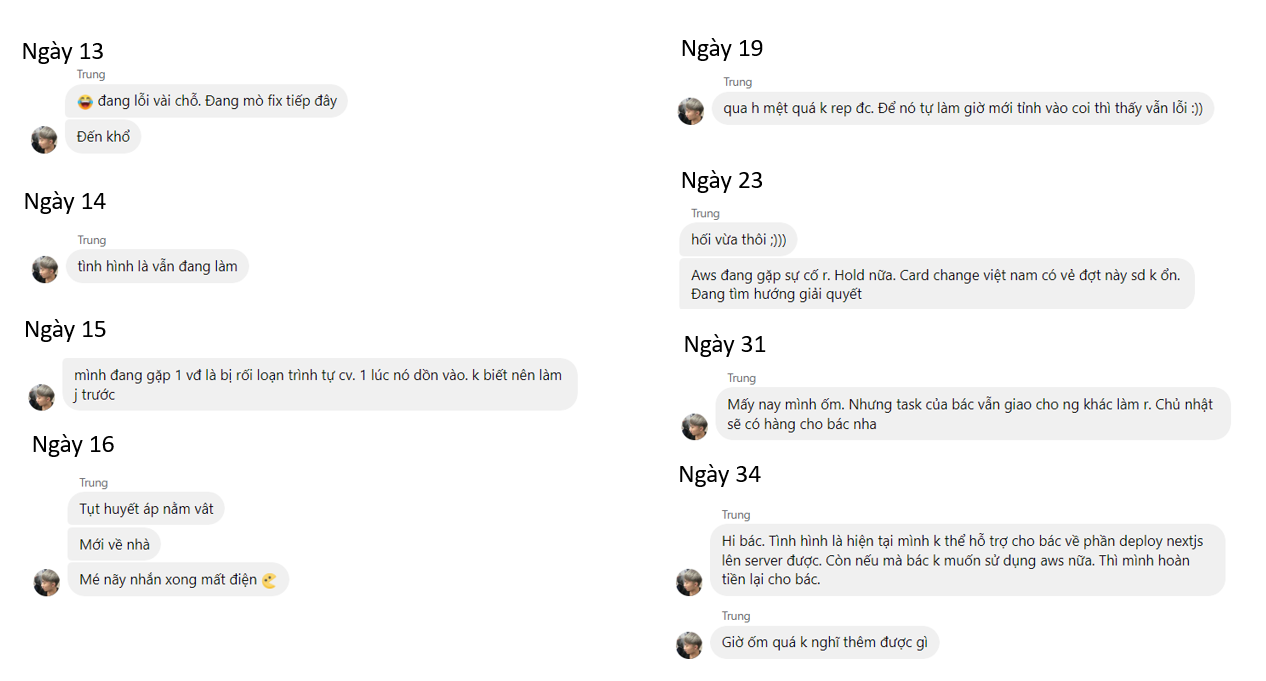 Ngày 13
Trung
😂 đang lỗi vài chỗ. Đang mò fix tiếp đây
Đến khổ
Ngày 14
Trung
tình hình là vẫn đang làm
Ngày 15
mình đang gặp 1 vđ là bị rối loạn trình tự cv. 1 lúc nó dồn vào. k biết nên làm
j trước
Ngày 16
Trung
Tụt huyết áp nằm vât
Mới về nhà
Mé nãy nhắn xong mất điện
Ngày 19
Trung
qua h mệt quá k rep đc. Để nó tự làm giờ mới tỉnh vào coi thì thấy vẫn lỗi :))
Ngày 23
Trung
hối vừa thôi ;)))
Aws đang gặp sự cố r. Hold nữa. Card change việt nam có vẻ đợt này sd k ổn.
Đang tìm hướng giải quyết
Ngày 31
Trung
Mấy nay mình ốm. Nhưng task của bác vẫn giao cho ng khác làm r. Chủ nhật
sẽ có hàng cho bác nha
Ngày 34
Trung
Hi bác. Tình hình là hiện tại mình k thể hỗ trợ cho bác về phần deploy nextjs
lên server được. Còn nếu mà bác k muốn sử dụng aws nữa. Thì mình hoàn
tiền lại cho bác.
Trung
Giờ ốm quá k nghĩ thêm được gì